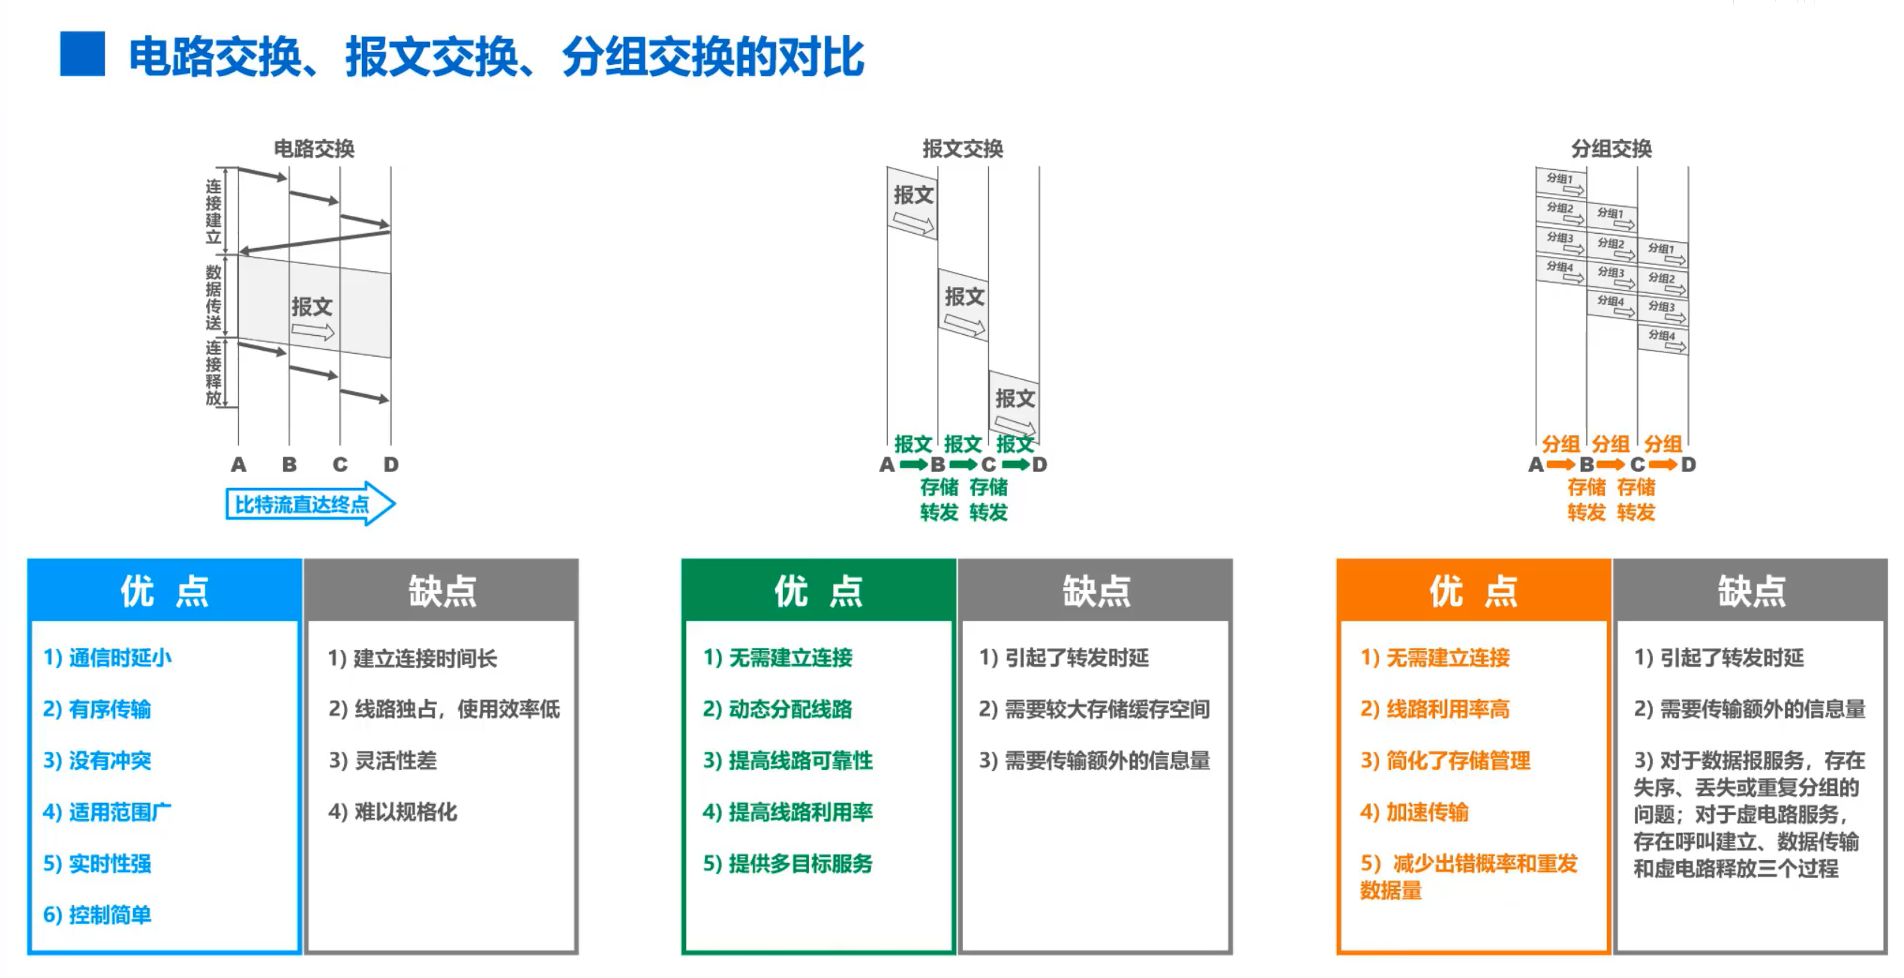 电路交换、报文交换、分组交换的对比
电路交换
连接建立
数据传送
连接释放
报文
A B C D
比特流直达终点
报文交换
报文
报文
报文
报文 报文 报文
A B C D
存储 存储
转发 转发
分组交换
分组1
分组2 分组1
分组3 分组2 分组1
分组4 分组3 分组2
分组4 分组3
分组4
分组 分组 分组
A B C D
存储 存储
转发 转发
优 点
1) 通信时延小
2) 有序传输
3) 没有冲突
4) 适用范围广
5) 实时性强
6) 控制简单
缺点
1) 建立连接时间长
2) 线路独占，使用效率低
3) 灵活性差
4) 难以规格化
优 点
1) 无需建立连接
2) 动态分配线路
3) 提高线路可靠性
4) 提高线路利用率
5) 提供多目标服务
缺点
1) 引起了转发时延
2) 需要较大存储缓存空间
3) 需要传输额外的信息量
优 点
1) 无需建立连接
2) 线路利用率高
3) 简化了存储管理
4) 加速传输
5) 减少出错概率和重发
数据量
缺点
1) 引起了转发时延
2) 需要传输额外的信息量
3) 对于数据报服务，存在
失序、丢失或重复分组的
问题；对于虚电路服务，
存在呼叫建立、数据传输
和虚电路释放三个过程